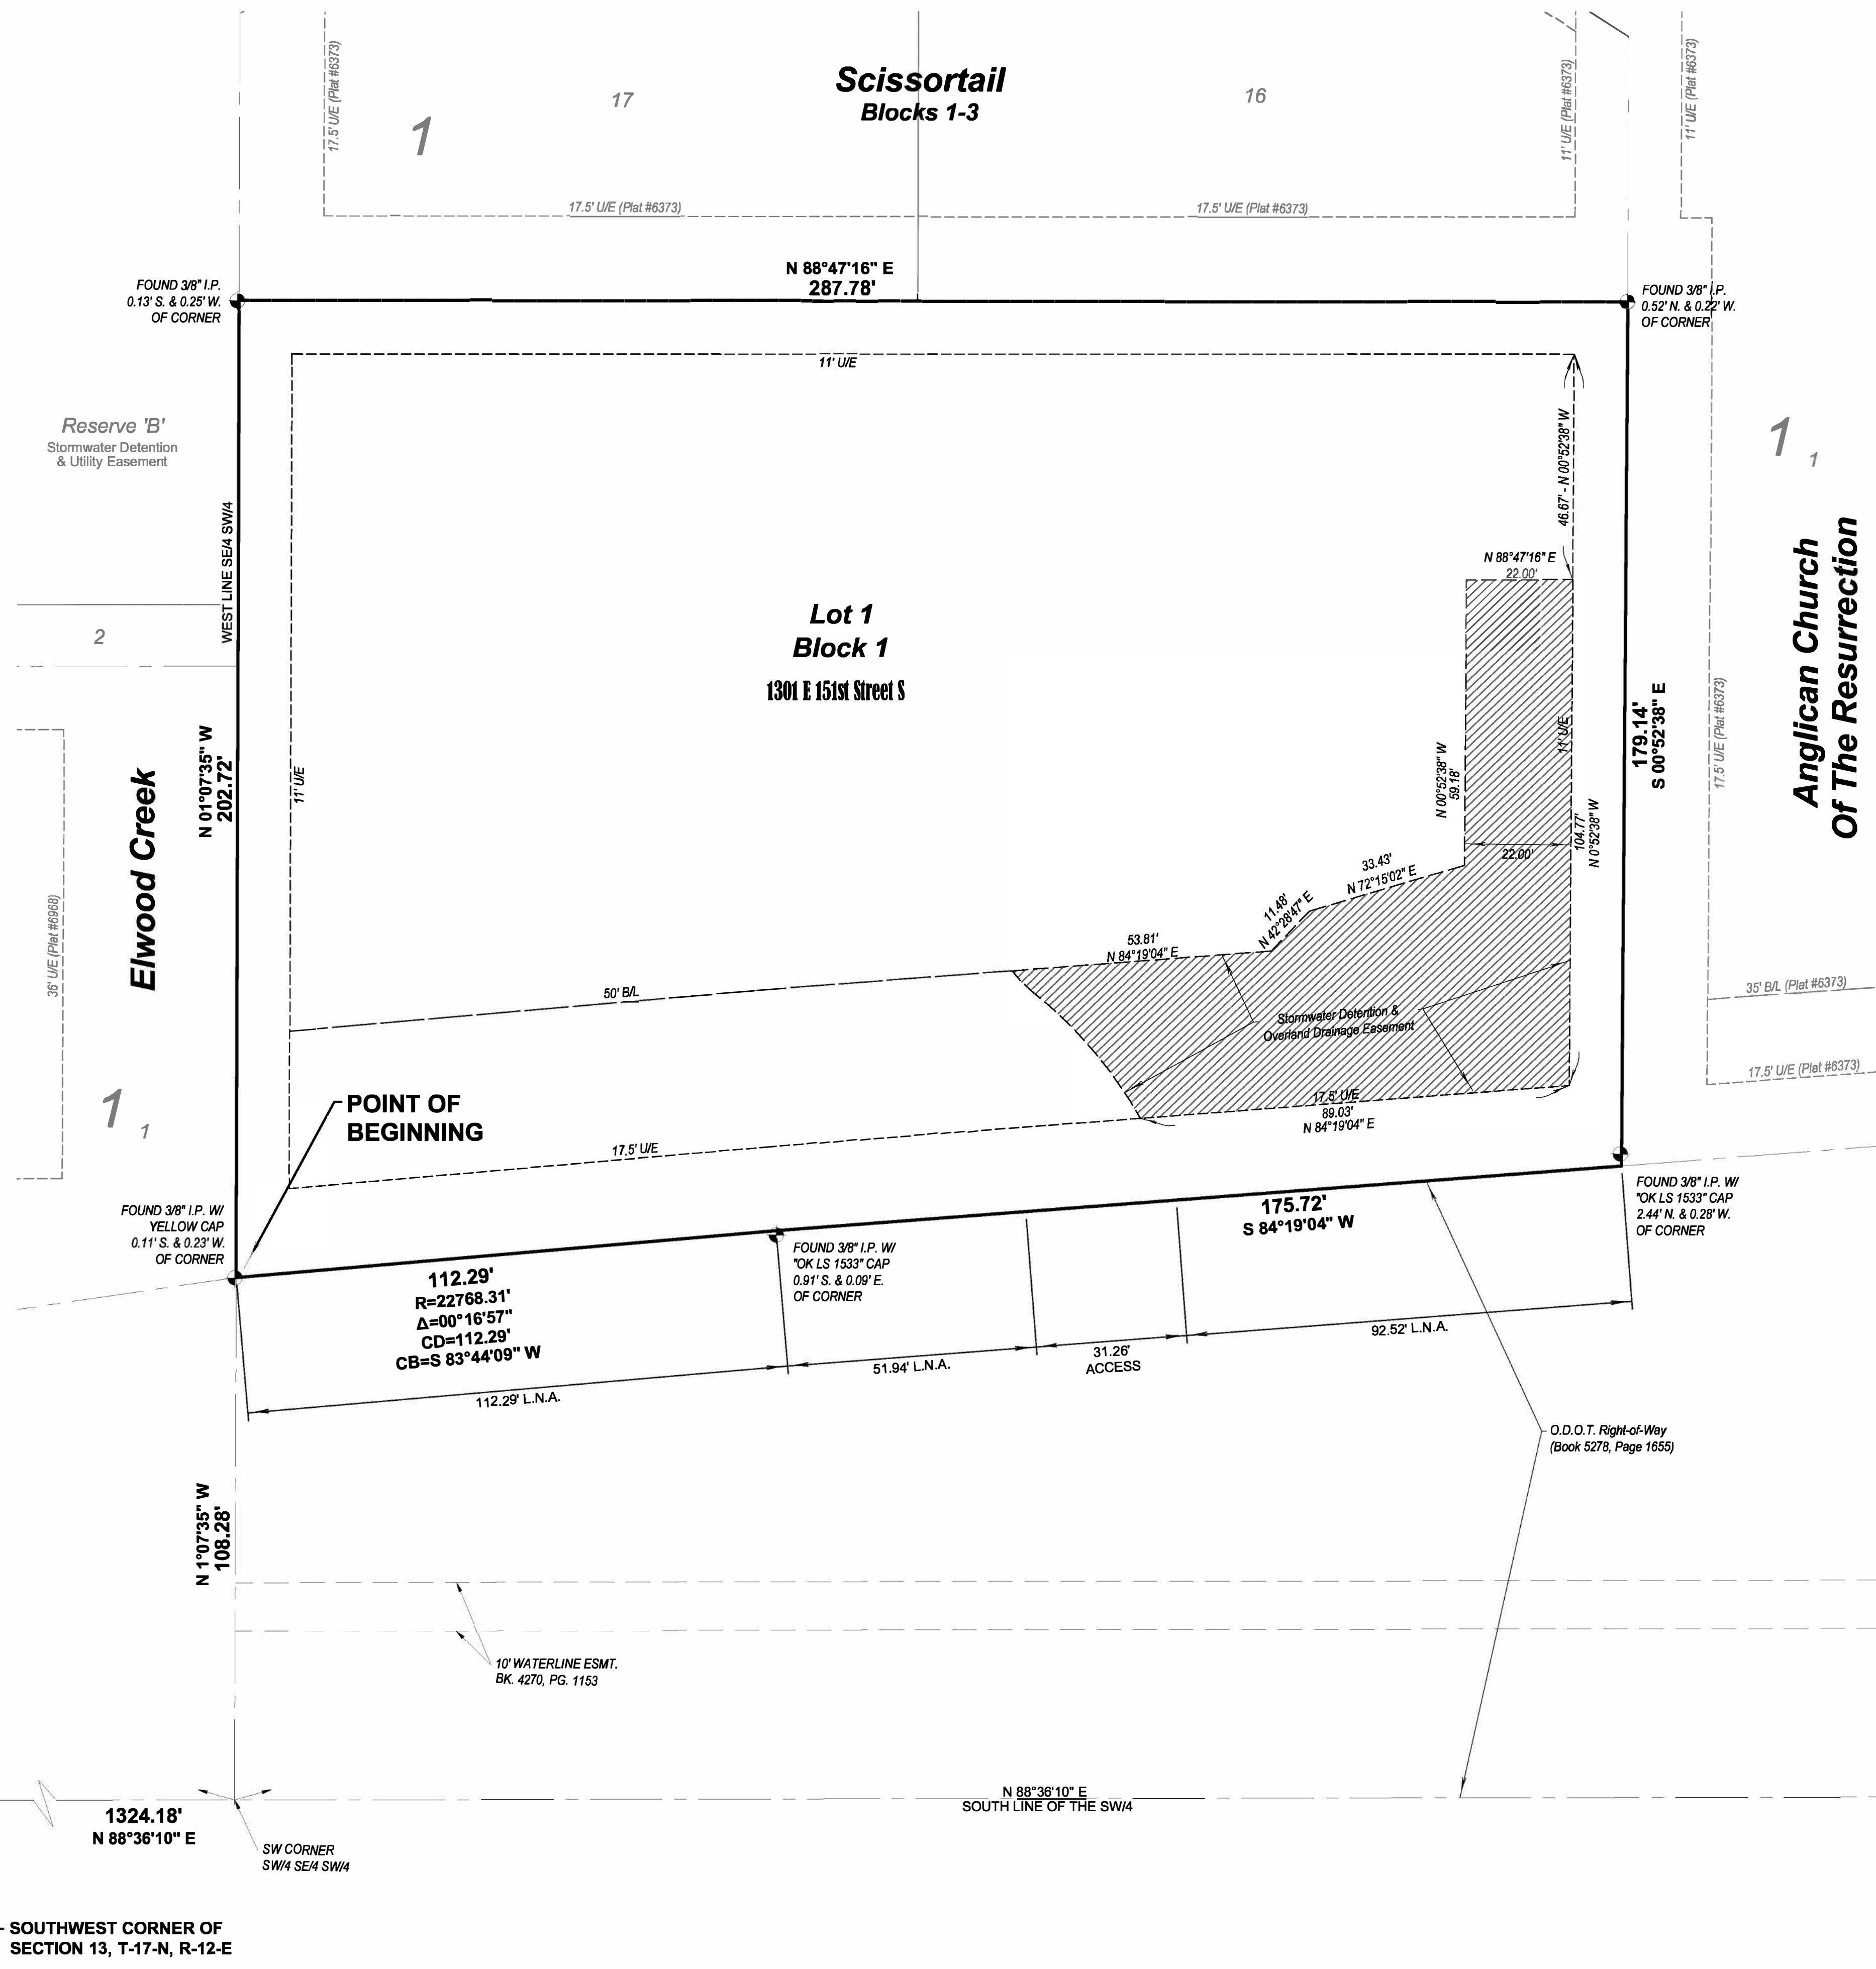 17.5' U/E (Plat #6373)
Scissortail
Blocks 1-3
17
16
1
11' U/E (Plat #6373)
11' U/E (Plat #6373)
17.5' U/E (Plat #6373)
17.5' U/E (Plat #6373)
N 88°47'16" E
287.78'
FOUND 3/8" I.P.
0.13' S. & 0.25' W.
OF CORNER
FOUND 3/8" I.P.
0.52' N. & 0.22' W.
OF CORNER
11' U/E
Reserve 'B'
Stormwater Detention
& Utility Easement
WEST LINE SE/4 SW/4
2
46.67' - N 00°52'38" W
N 88°47'16" E
22.00'
1
1
Anglican Church
Of The Resurrection
Lot 1
Block 1
1301 E 151st Street S
N 01°07'35" W
202.72'
11' U/E
Elwood Creek
36' U/E (Plat #6968)
179.14'
S 00°52'38" E
17.5' U/E (Plat #6373)
11' U/E
N 00°52'38" W
59.18'
104.77'
N 0°52'38" W
22.00'
33.43'
N 72°15'02" E
11.48'
N 42°28'47" E
53.81'
N 84°19'04" E
50' B/L
Stormwater Detention &
Overland Drainage Easement
35' B/L (Plat #6373)
17.5' U/E (Plat #6373)
17.5' U/E
89.03'
N 84°19'04" E
POINT OF
BEGINNING
1
1
17.5' U/E
FOUND 3/8" I.P. W/
YELLOW CAP
0.11' S. & 0.23' W.
OF CORNER
FOUND 3/8" I.P. W/
"OK LS 1533" CAP
2.44' N. & 0.28' W.
OF CORNER
175.72'
S 84°19'04" W
FOUND 3/8" I.P. W/
"OK LS 1533" CAP
0.91' S. & 0.09' E.
OF CORNER
112.29'
R=22768.31'
Δ=00°16'57"
CD=112.29'
CB=S 83°44'09" W
112.29' L.N.A.
51.94' L.N.A.
31.26'
ACCESS
92.52' L.N.A.
O.D.O.T. Right-of-Way
(Book 5278, Page 1655)
N 1°07'35" W
108.28'
10' WATERLINE ESMT.
BK. 4270, PG. 1153
N 88°36'10" E
SOUTH LINE OF THE SW/4
1324.18'
N 88°36'10" E
SW CORNER
SW/4 SE/4 SW/4
SOUTHWEST CORNER OF
SECTION 13, T-17-N, R-12-E